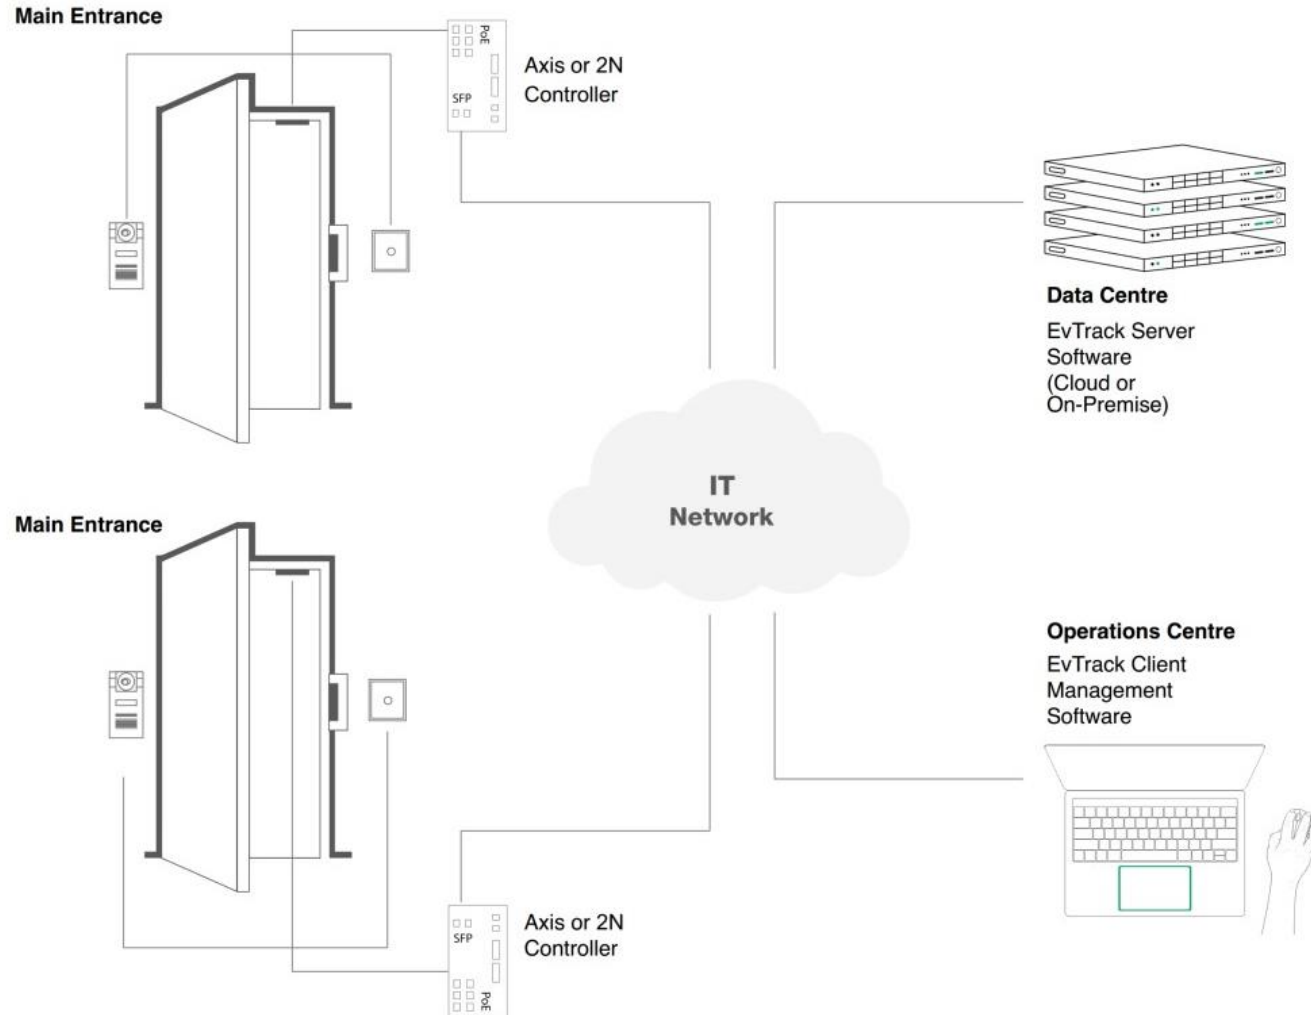 Main Entrance
PoE
SFP
Axis or 2N
Controller
Data Centre
EvTrack Server
Software
(Cloud or
On-Premise)
IT
Network
Main Entrance
Operations Centre
EvTrack Client
Management
Software
SFP
PoE
Axis or 2N
Controller